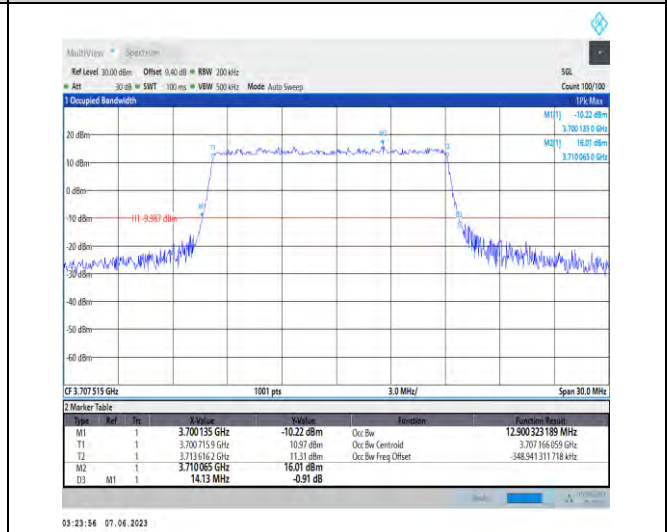 MultiView Spectrum
Ref Level 30.00 dBm Offset 9.40 dB RBW 200 kHz SGL
Att 30 dB SWT 100 ms VBW 500 kHz Mode Auto Sweep Count 100/100
1 Occupied Bandwidth 1Pk Max
M1[1] -10.22 dBm
3.700 135 0 GHz
M2[1] 16.01 dBm
3.710 065 0 GHz
20 dBm
M2
T1
10 dBm
0 dBm
M1
-10 dBm H1 -9.987 dBm
-20 dBm
-30 dBm
-40 dBm
-50 dBm
-60 dBm
CF 3.707 515 GHz 1001 pts 3.0 MHz/ Span 30.0 MHz
2 Marker Table
Type Ref Trc X-Value Y-Value Function Function Result
M1 1 3.700 135 GHz -10.22 dBm Occ Bw 12.900 323 189 MHz
T1 1 3.700 715 9 GHz 10.97 dBm Occ Bw Centroid 3.707 166 059 GHz
T2 1 3.713 616 2 GHz 11.31 dBm Occ Bw Freq Offset -348.941 311 718 kHz
M2 1 3.710 065 GHz 16.01 dBm
D3 M1 1 14.13 MHz -0.91 dB
03:23:56 07.06.2023